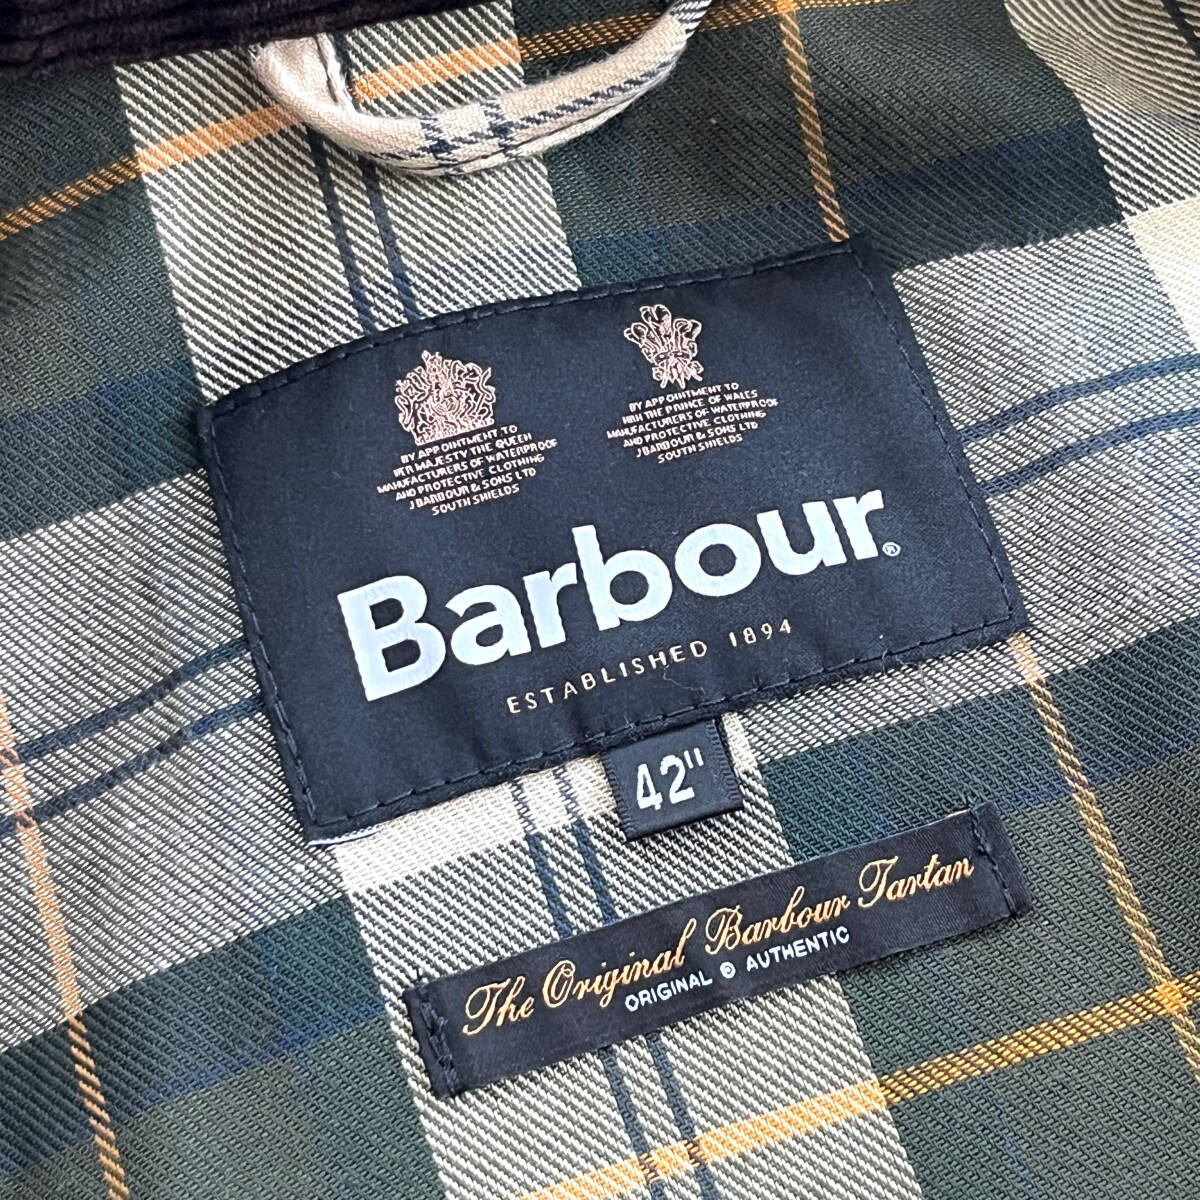 BY APPOINTMENT TO
HER MAJESTY THE QUEEN
MANUFACTURERS OF WATERPROOF
AND PROTECTIVE CLOTHING
J BARBOUR & SONS LTD
SOUTH SHIELDS
BY APPOINTMENT TO
HRH THE PRINCE OF WALES
MANUFACTURERS OF WATERPROOF
AND PROTECTIVE CLOTHING
J BARBOUR & SONS LTD
SOUTH SHIELDS
Barbour®
ESTABLISHED 1894
42"
The Original Barbour Tartan
ORIGINAL © AUTHENTIC